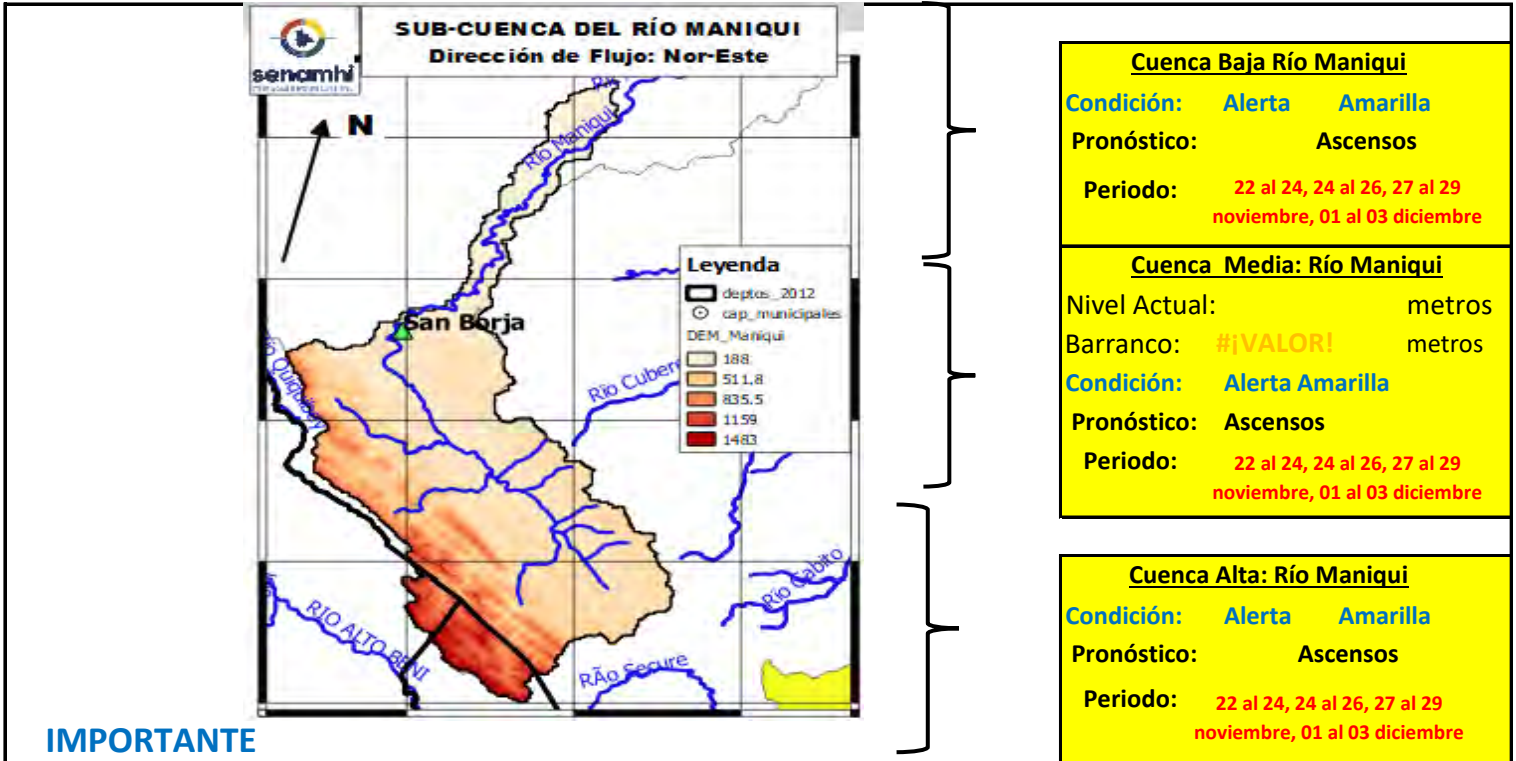 SUB-CUENCA DEL RÍO MANIQUI
Dirección de Flujo: Nor-Este
senamhi
N
Río Maniqui
San Borja
Río Quiquibey
Río Cubere
Leyenda
deptos_2012
cap_municipales
DEM_Maniqui
188
511,8
835.5
1159
1483
Río Cabito
RIO ALTO BENI
RÃo Secure
IMPORTANTE
Cuenca Baja Río Maniqui
Condición: Alerta Amarilla
Pronóstico: Ascensos
Periodo: 22 al 24, 24 al 26, 27 al 29
noviembre, 01 al 03 diciembre
Cuenca Media: Río Maniqui
Nivel Actual: metros
Barranco: #¡VALOR! metros
Condición: Alerta Amarilla
Pronóstico: Ascensos
Periodo: 22 al 24, 24 al 26, 27 al 29
noviembre, 01 al 03 diciembre
Cuenca Alta: Río Maniqui
Condición: Alerta Amarilla
Pronóstico: Ascensos
Periodo: 22 al 24, 24 al 26, 27 al 29
noviembre, 01 al 03 diciembre